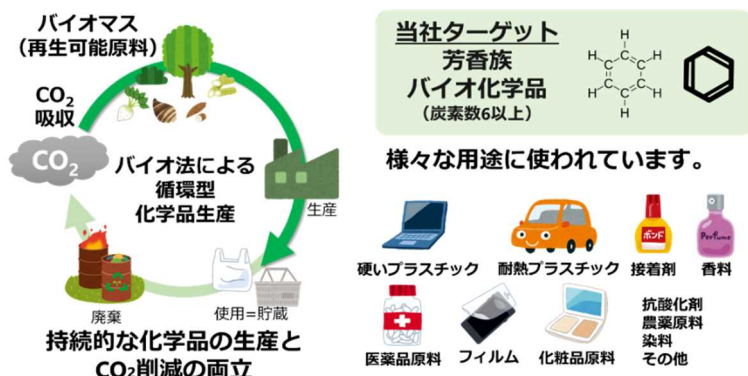 バイオマス
(再生可能原料)
CO₂
吸収
CO₂
バイオ法による
循環型
化学品生産
生産
使用=貯蔵
廃棄
持続的な化学品の生産と
CO₂削減の両立
当社ターゲット
芳香族
バイオ化学品
(炭素数6以上)
H
H H
H H
H
様々な用途に使われています。
硬いプラスチック 耐熱プラスチック 接着剤 香料
ボンド
Perfume
医薬品原料 フィルム 化粧品原料
抗酸化剤
農薬原料
染料
その他